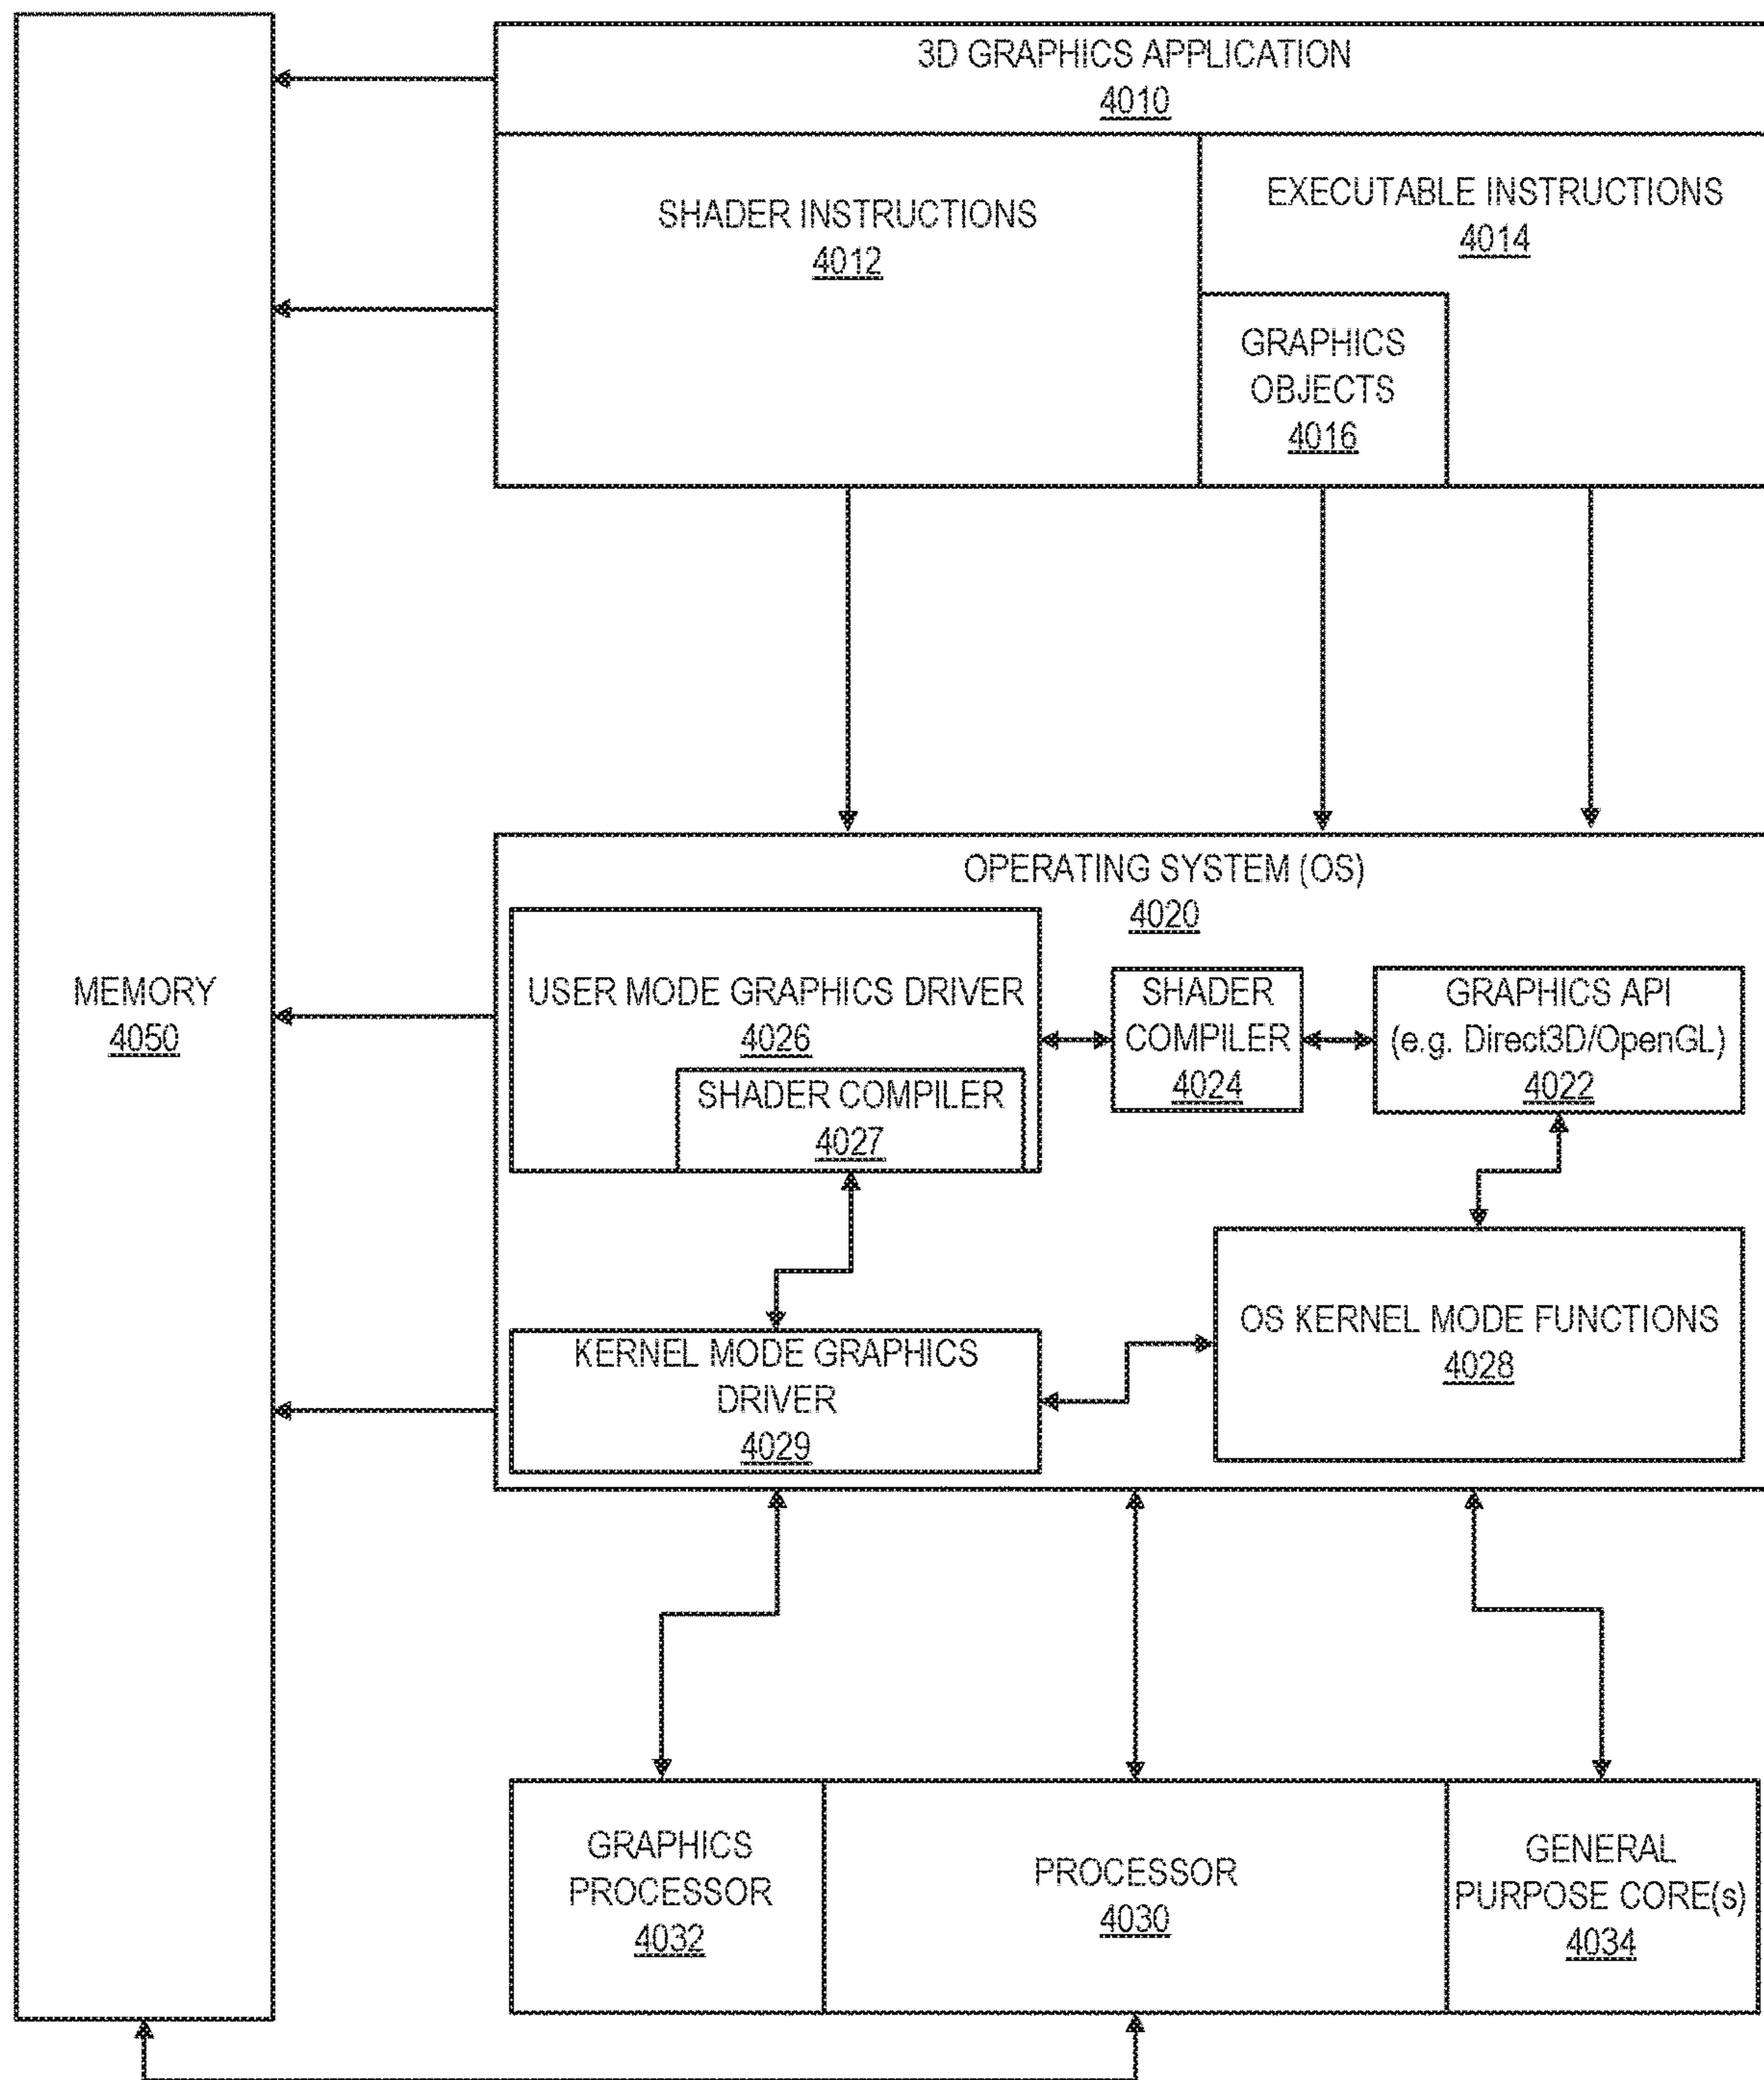 3D GRAPHICS APPLICATION
4010
SHADER INSTRUCTIONS
4012
EXECUTABLE INSTRUCTIONS
4014
GRAPHICS
OBJECTS
4016
OPERATING SYSTEM (OS)
4020
MEMORY
4050
USER MODE GRAPHICS DRIVER
4026
SHADER COMPILER
4027
SHADER
COMPILER
4024
GRAPHICS API
(e.g. Direct3D/OpenGL)
4022
KERNEL MODE GRAPHICS
DRIVER
4029
OS KERNEL MODE FUNCTIONS
4028
GRAPHICS
PROCESSOR
4032
PROCESSOR
4030
GENERAL
PURPOSE CORE(s)
4034